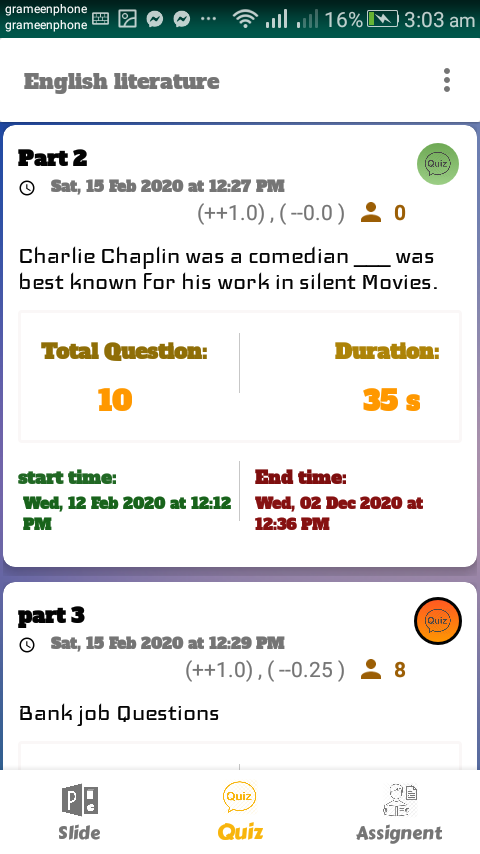 grameenphone
grameenphone
16% 3:03 am
English literature
Part 2
Quiz
Sat, 15 Feb 2020 at 12:27 PM
(++1.0) , ( --0.0 ) 0
Charlie Chaplin was a comedian ____ was
best known For his work in silent Movies.
Total Question: Duration:
10 35 s
start time: End time:
Wed, 12 Feb 2020 at 12:12 Wed, 02 Dec 2020 at
PM 12:36 PM
part 3
Quiz
Sat, 15 Feb 2020 at 12:29 PM
(++1.0) , ( --0.25 ) 8
Bank job Questions
Quiz
Slide Quiz Assignent